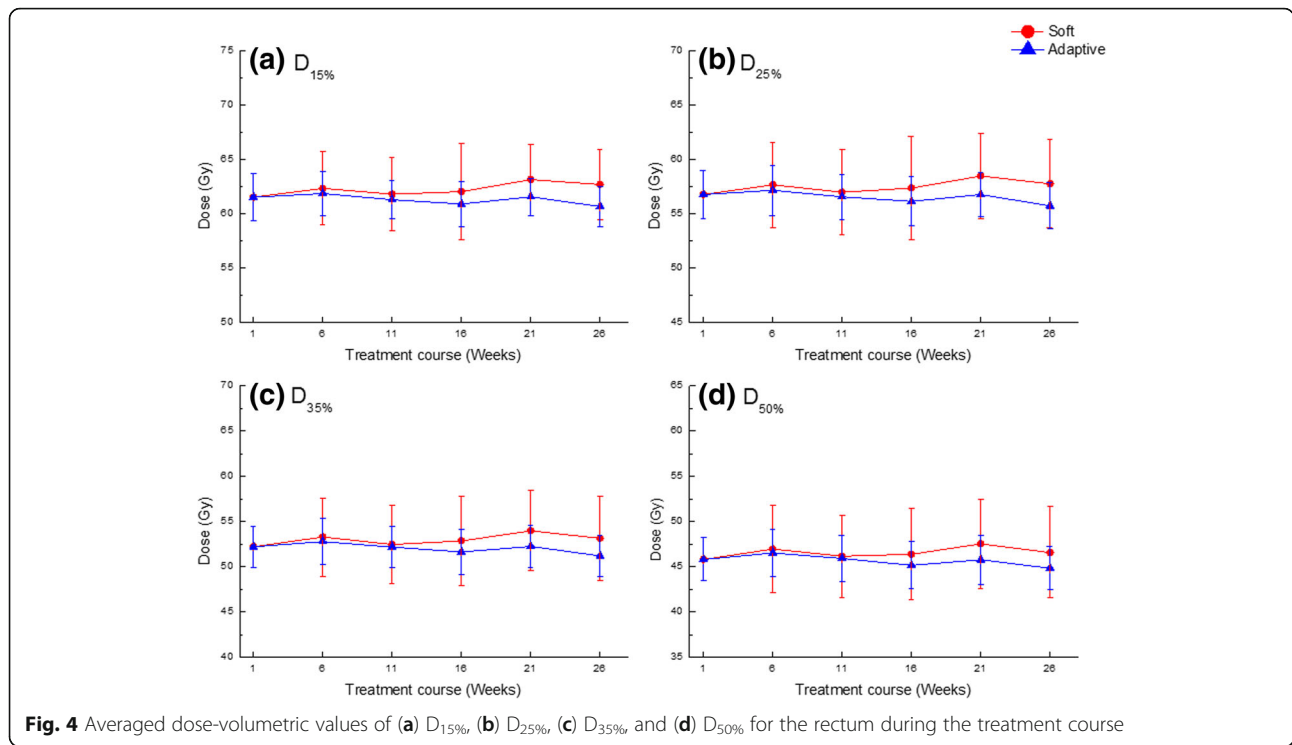 Soft
Adaptive
(a) D15%
75
70
65
60
55
50
Dose (Gy)
1 6 11 16 21 26
Treatment course (Weeks)
(b) D25%
70
65
60
55
50
45
Dose (Gy)
1 6 11 16 21 26
Treatment course (Weeks)
(c) D35%
70
65
60
55
50
45
40
Dose (Gy)
1 6 11 16 21 26
Treatment course (Weeks)
(d) D50%
65
60
55
50
45
40
35
Dose (Gy)
1 6 11 16 21 26
Treatment course (Weeks)
Fig. 4 Averaged dose-volumetric values of (a) D15%, (b) D25%, (c) D35%, and (d) D50% for the rectum during the treatment course